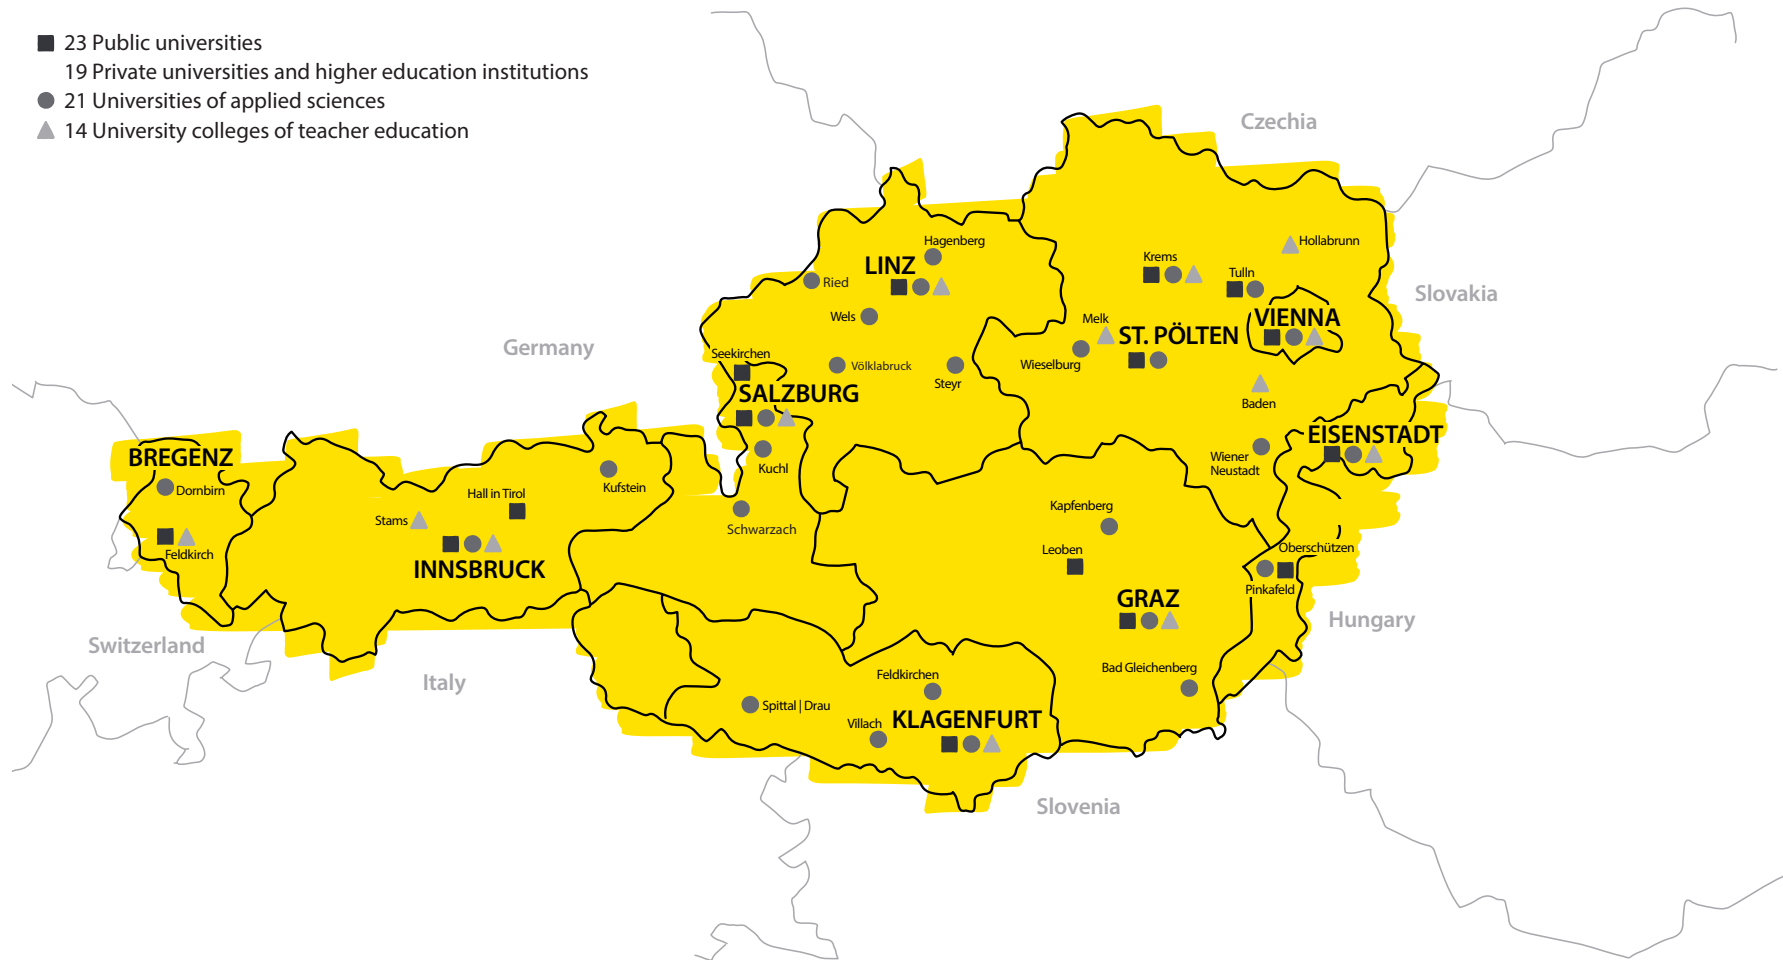 23 Public universities
19 Private universities and higher education institutions
21 Universities of applied sciences
14 University colleges of teacher education
Czechia
Hagenberg
Hollabrunn
Krems
LINZ
Tulln
Ried
Slovakia
Wels
Melk
VIENNA
ST. PÖLTEN
Germany
Seekirchen
Völklabruck
Wieselburg
Steyr
SALZBURG
Baden
EISENSTADT
BREGENZ
Wiener
Neustadt
Kuchl
Dornbirn
Hall in Tirol
Kufstein
Stams
Schwarzach
Kapfenberg
Feldkirch
Leoben
Oberschützen
INNSBRUCK
Pinkafeld
GRAZ
Hungary
Switzerland
Italy
Feldkirchen
Bad Gleichenberg
Spittal | Drau
Villach
KLAGENFURT
Slovenia